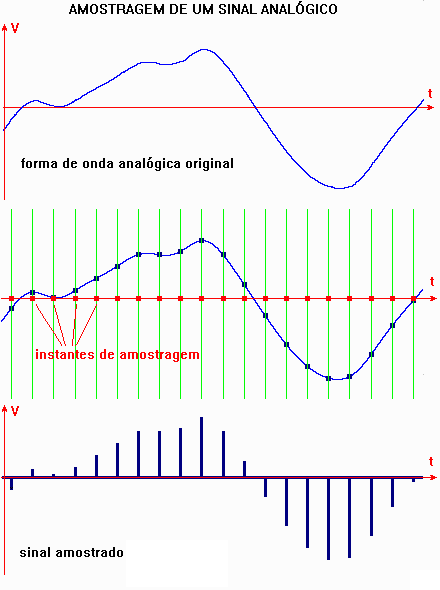 AMOSTRAGEM DE UM SINAL ANALÓGICO
V
t
forma de onda analógica original
t
instantes de amostragem
V
t
sinal amostrado